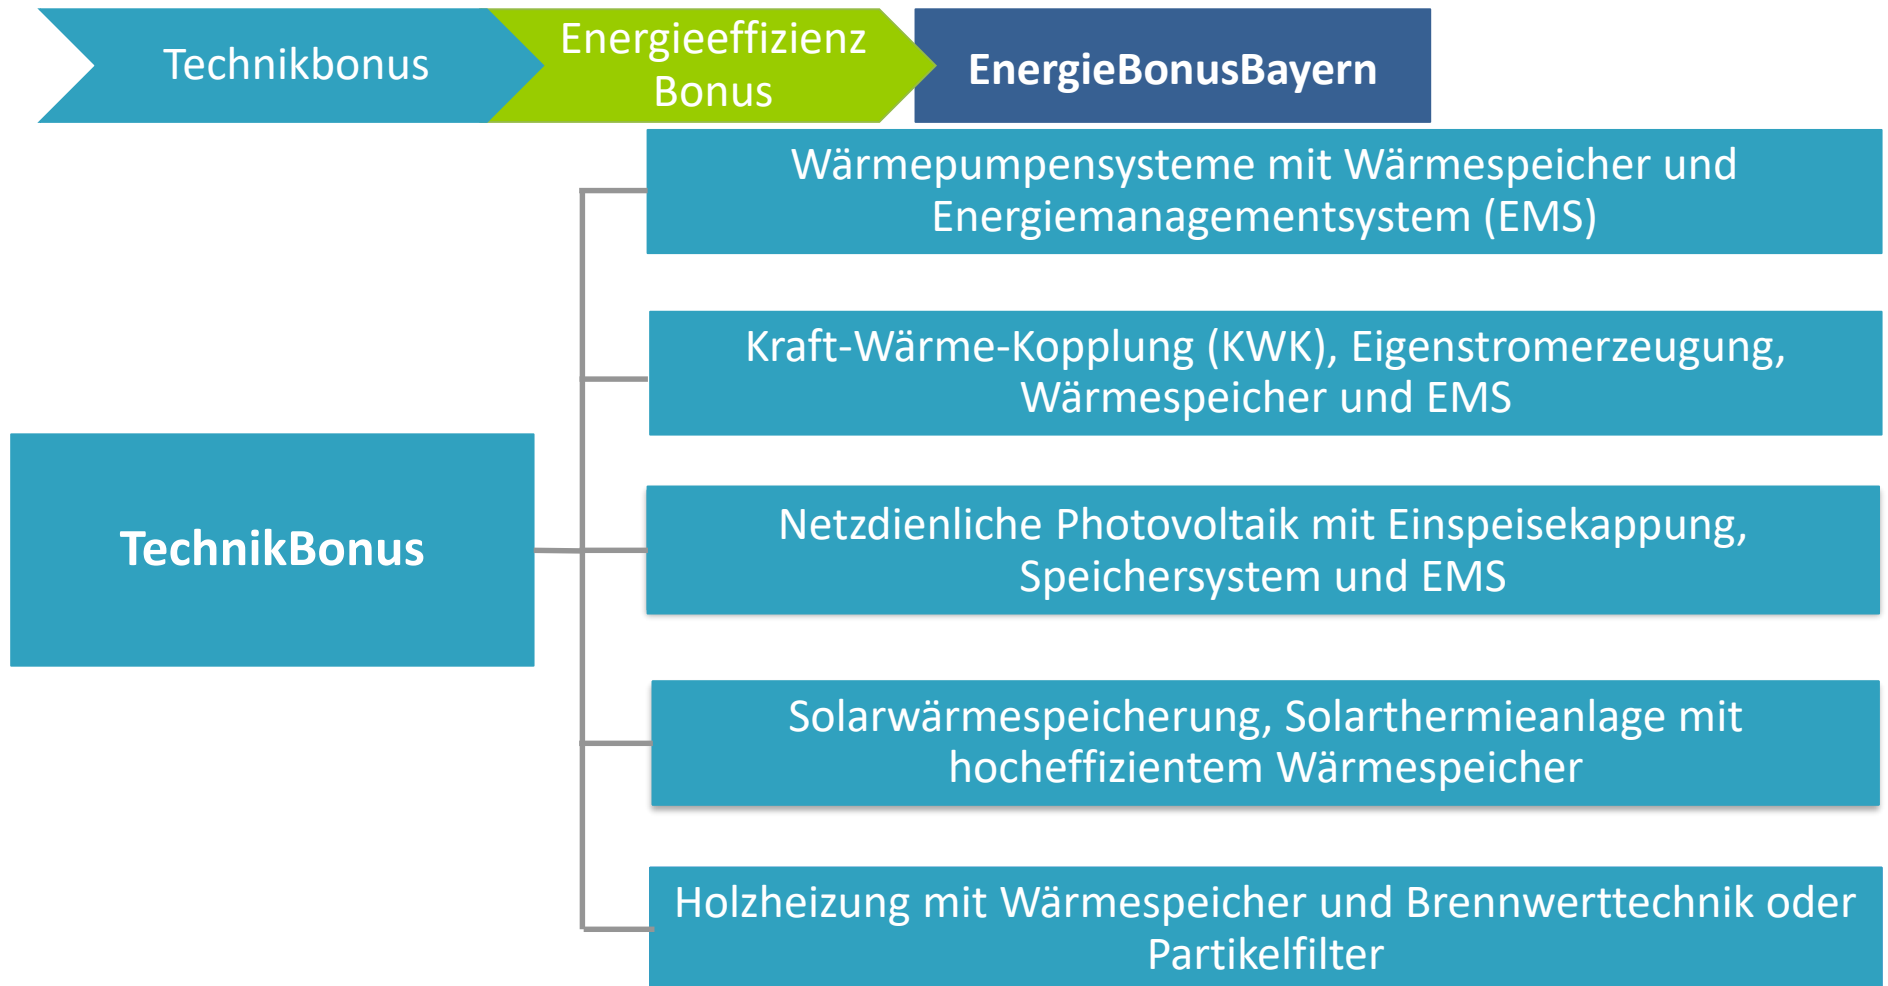 Technikbonus
Energieeffizienz
Bonus
EnergieBonusBayern
Wärmepumpensysteme mit Wärmespeicher und
Energiemanagementsystem (EMS)
Kraft-Wärme-Kopplung (KWK), Eigenstromerzeugung,
Wärmespeicher und EMS
TechnikBonus
Netzdienliche Photovoltaik mit Einspeisekappung,
Speichersystem und EMS
Solarwärmespeicherung, Solarthermieanlage mit
hocheffizientem Wärmespeicher
Holzheizung mit Wärmespeicher und Brennwerttechnik oder
Partikelfilter